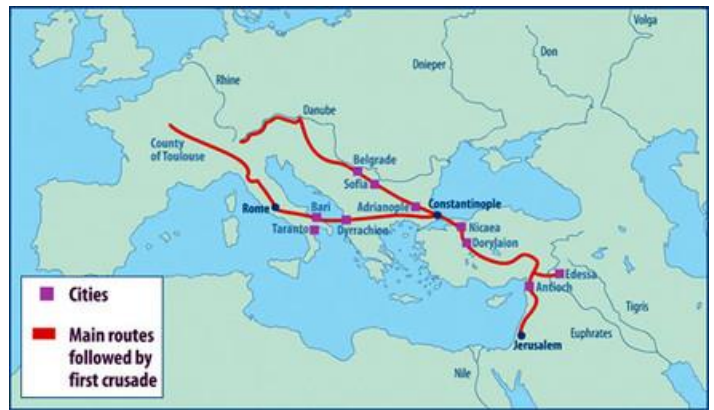 Volga
Don
Dnieper
Rhine
Danube
County
of Toulouse
Belgrade
Sofia
Adrianople
Constantinople
Rome
Bari
Taranto
Dyrrachion
Nicaea
Dorylaion
Edessa
Antioch
Tigris
Euphrates
Jerusalem
Nile
Cities
Main routes
followed by
first crusade